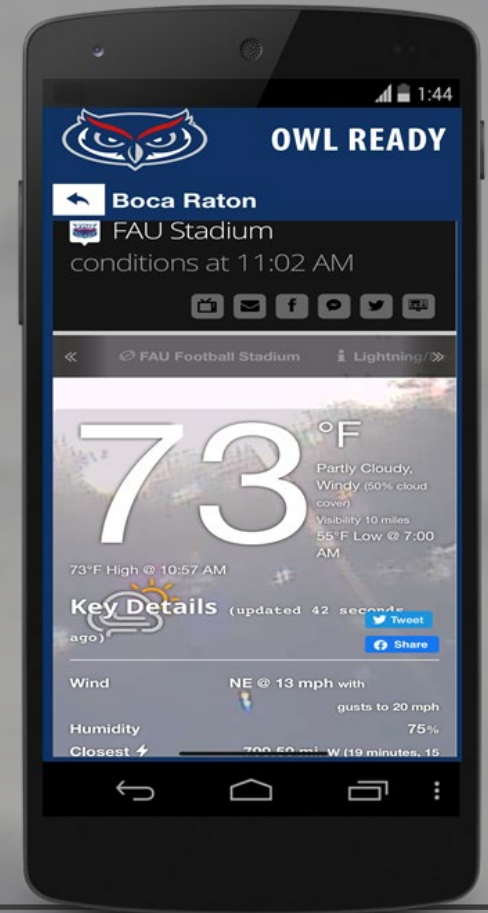 1:44
OWL READY
Boca Raton
FAU Stadium
conditions at 11:02 AM
« FAU Football Stadium Lightning/ »
73 °F
Partly Cloudy,
Windy (50% cloud
cover)
Visibility 10 miles
55°F Low @ 7:00
AM
73°F High @ 10:57 AM
Key Details (updated 42 seconds
ago)
Tweet
Share
Wind NE @ 13 mph with
gusts to 20 mph
Humidity 75%
Closest W (19 minutes, 15